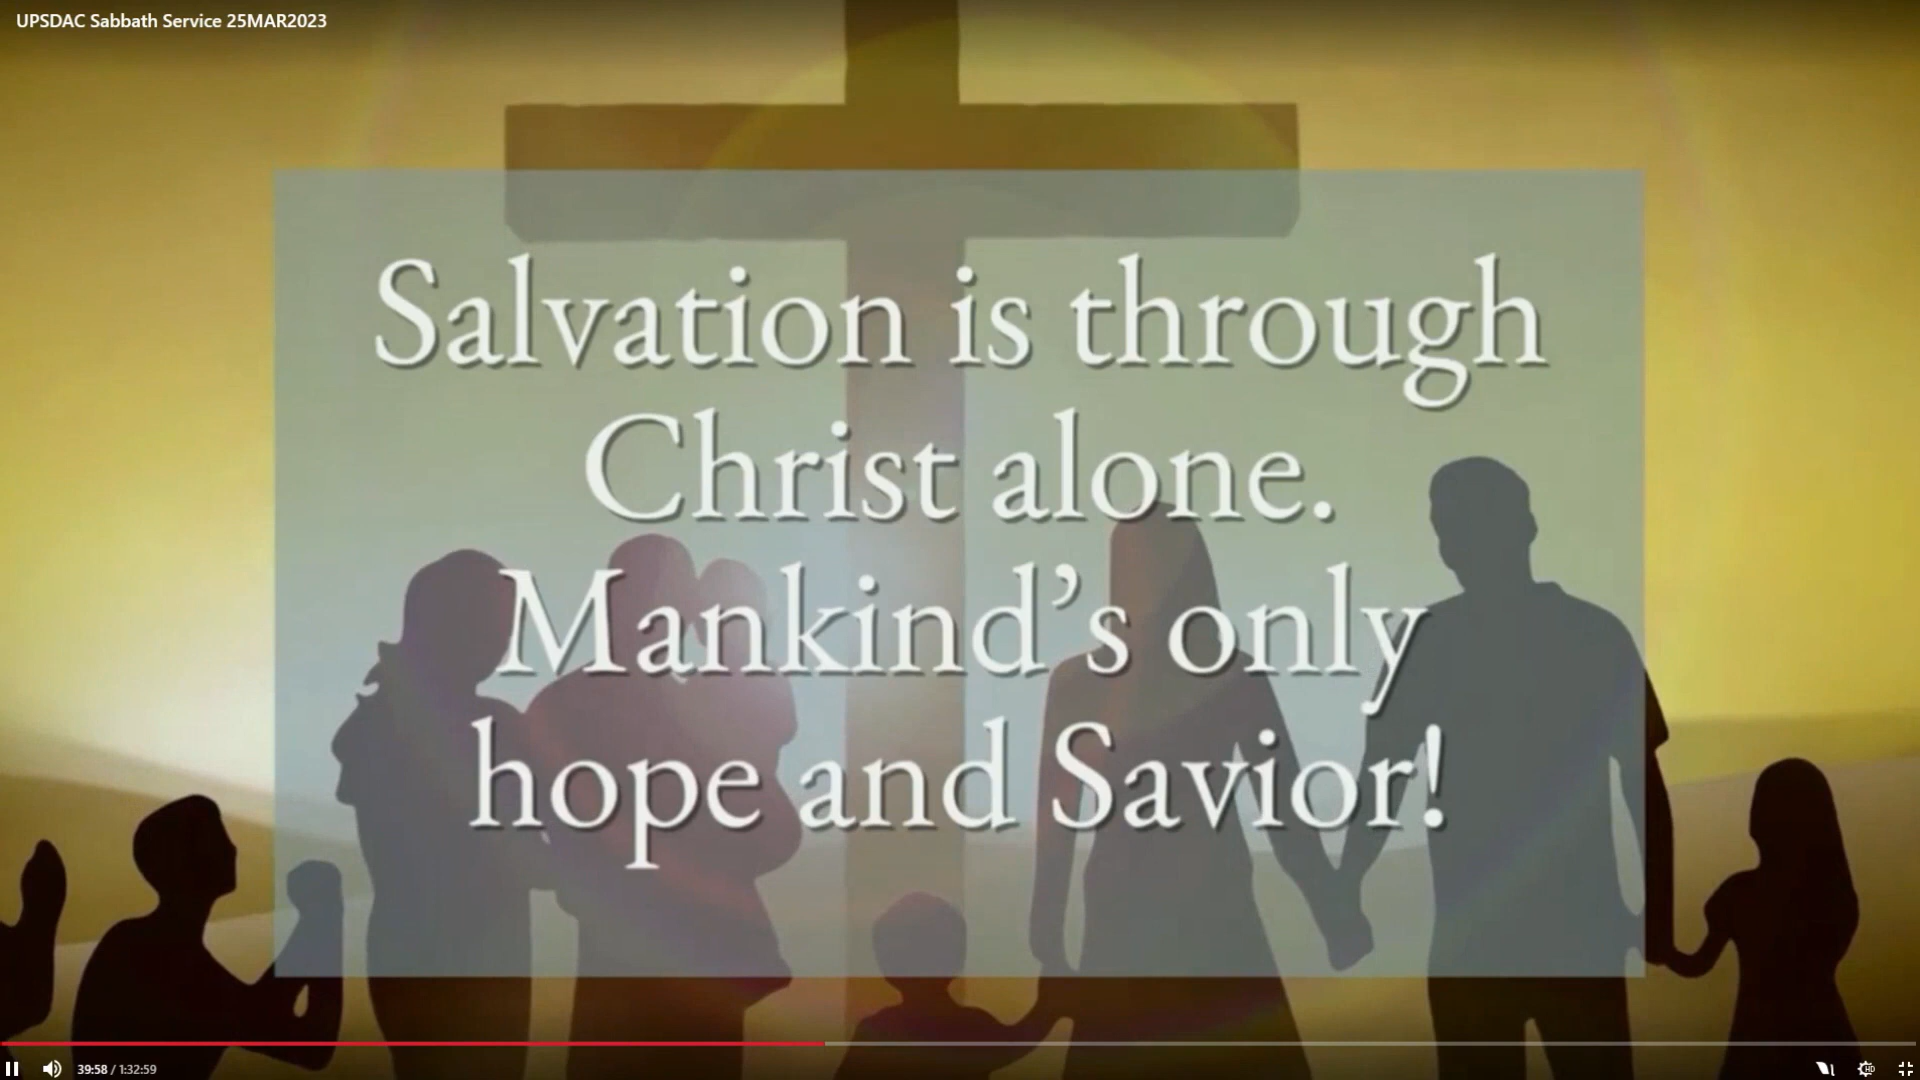 UPSDAC Sabbath Service 25MAR2023
Salvation is through
Christ alone.
Mankind’s only
hope and Savior!
39:58 / 1:32:59
HD